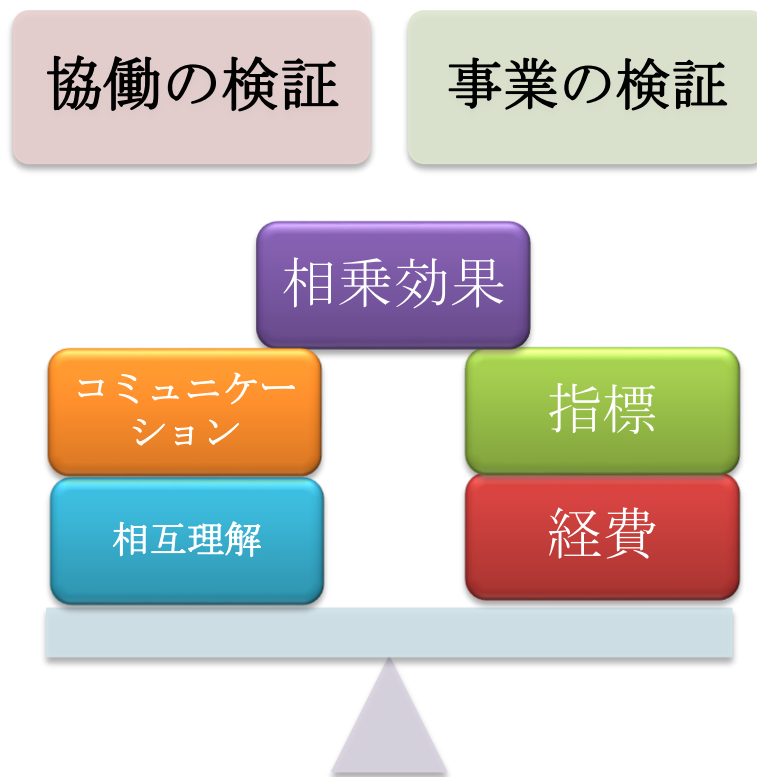 協働の検証
事業の検証
相乗効果
コミュニケー
ション
指標
相互理解
経費